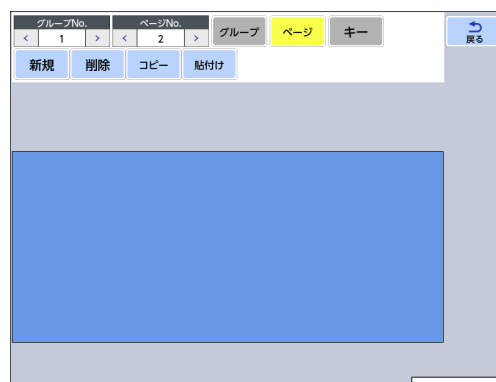 グループNo. ページNo.
< 1 > < 2 > グループ ページ キー 戻る
新規 削除 コピー 貼付け